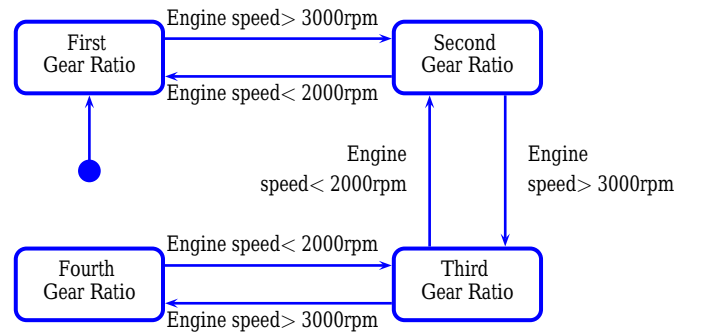 Engine speed> 3000rpm
First
Gear Ratio
Second
Gear Ratio
Engine speed< 2000rpm
Engine
speed< 2000rpm
Engine
speed> 3000rpm
Engine speed< 2000rpm
Fourth
Gear Ratio
Third
Gear Ratio
Engine speed> 3000rpm